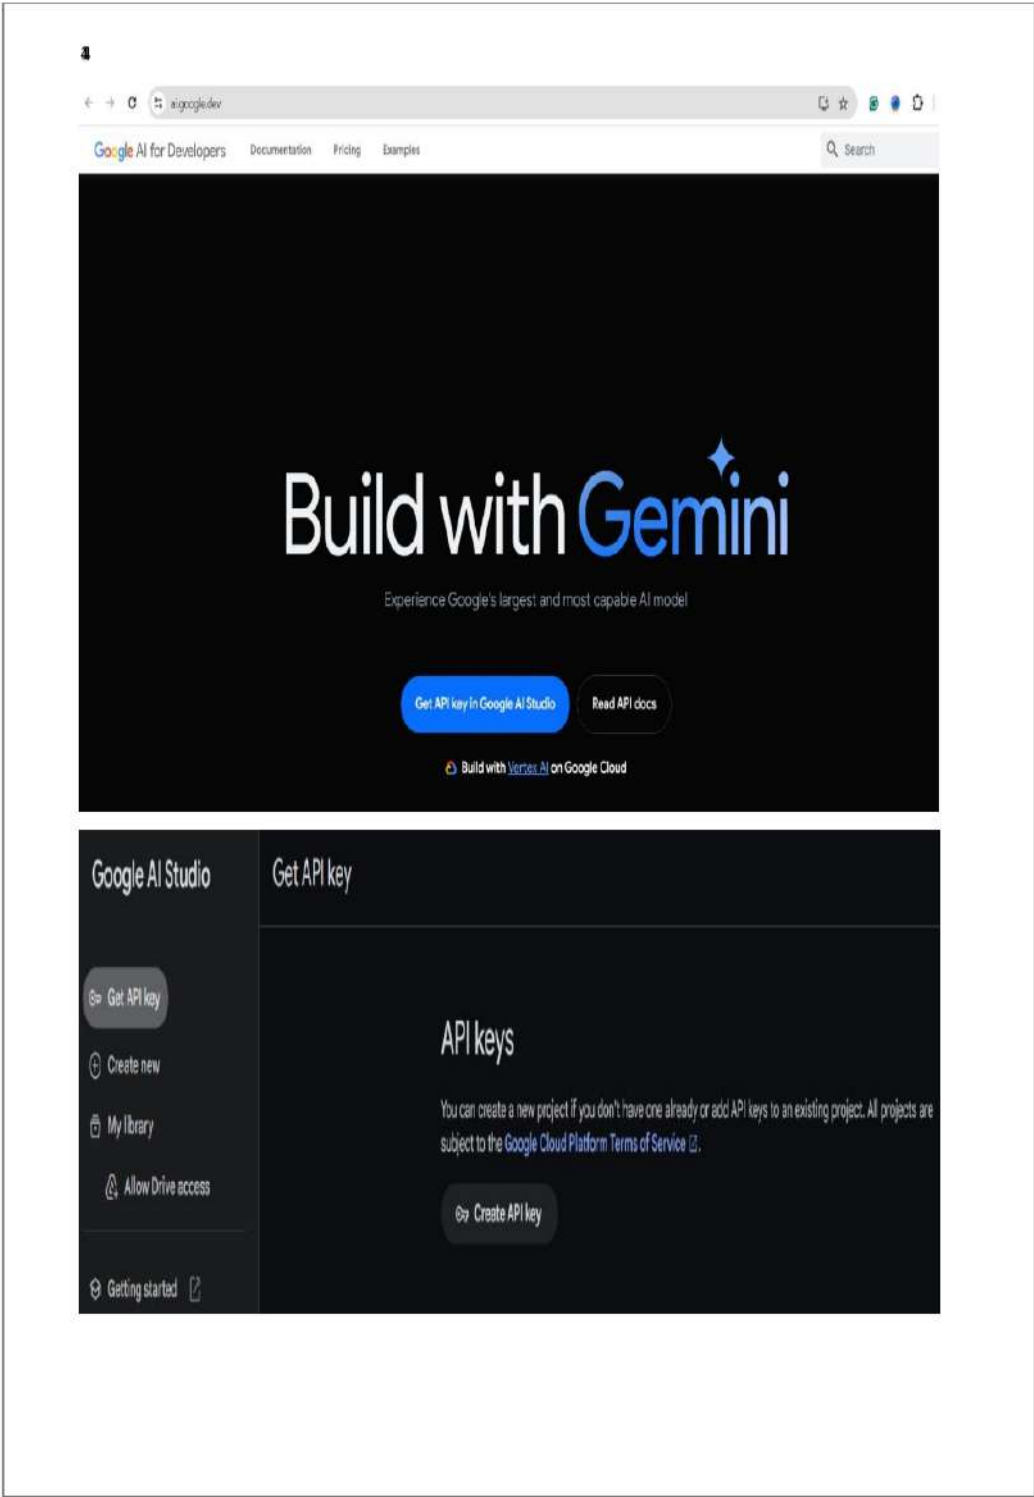 ai.google.dev
Google AI for Developers Documentation Pricing Examples Search
Build with Gemini
Experience Google's largest and most capable AI model
Get API key in Google AI Studio Read API docs
Build with Vertex AI on Google Cloud
Google AI Studio Get API key
Get API key
Create new
My library
Allow Drive access
Getting started
API keys
You can create a new project if you don't have one already or add API keys to an existing project. All projects are
subject to the Google Cloud Platform Terms of Service.
Create API key